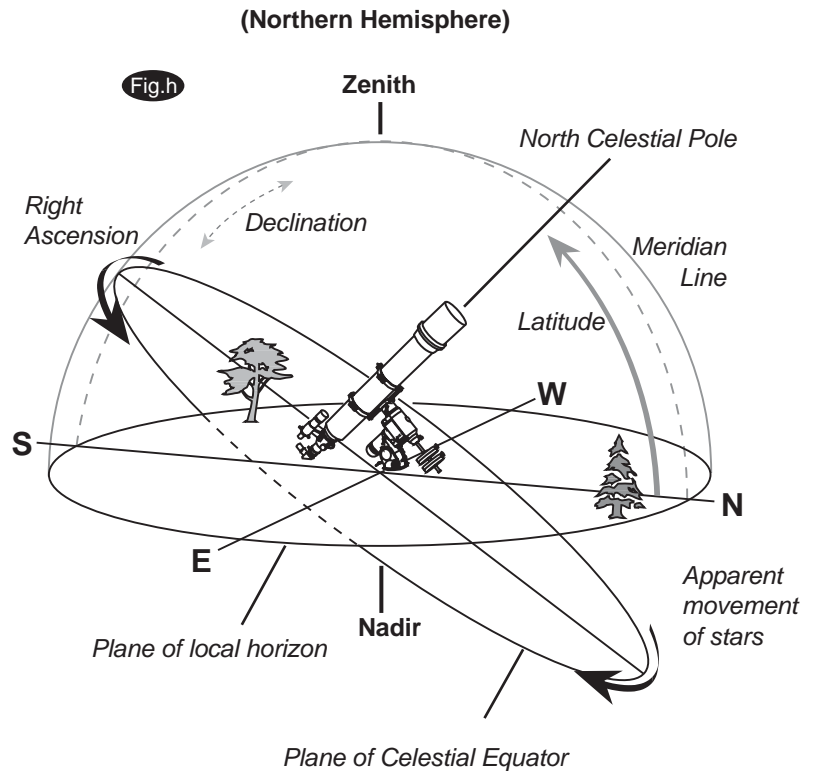 (Northern Hemisphere)
Fig.h
Zenith
North Celestial Pole
Right
Ascension
Declination
Meridian
Line
Latitude
W
S
N
E
Nadir
Plane of local horizon
Apparent
movement
of stars
Plane of Celestial Equator